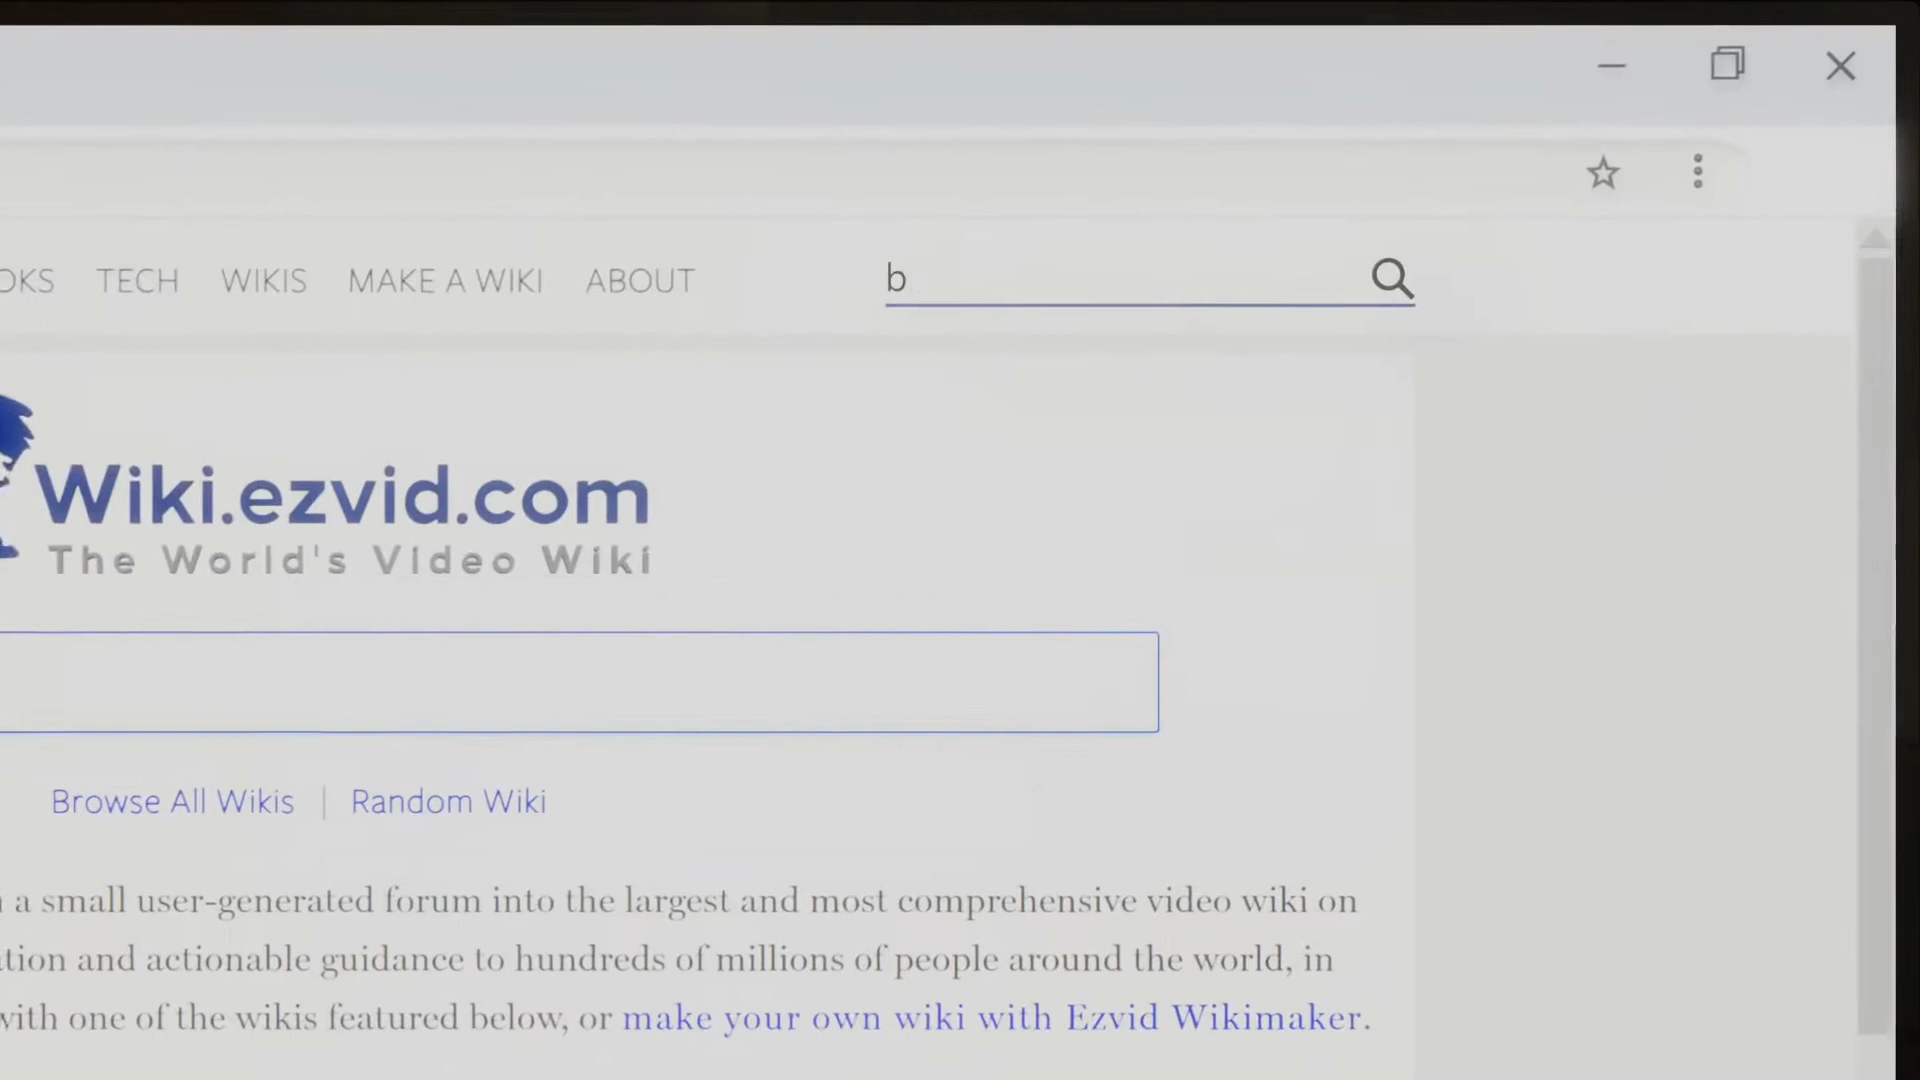 TECH WIKIS MAKE A WIKI ABOUT b
Wiki.ezvid.com
The World's Video Wiki
Browse All Wikis | Random Wiki
a small user-generated forum into the largest and most comprehensive video wiki on
and actionable guidance to hundreds of millions of people around the world, in
with one of the wikis featured below, or make your own wiki with Ezvid Wikimaker.